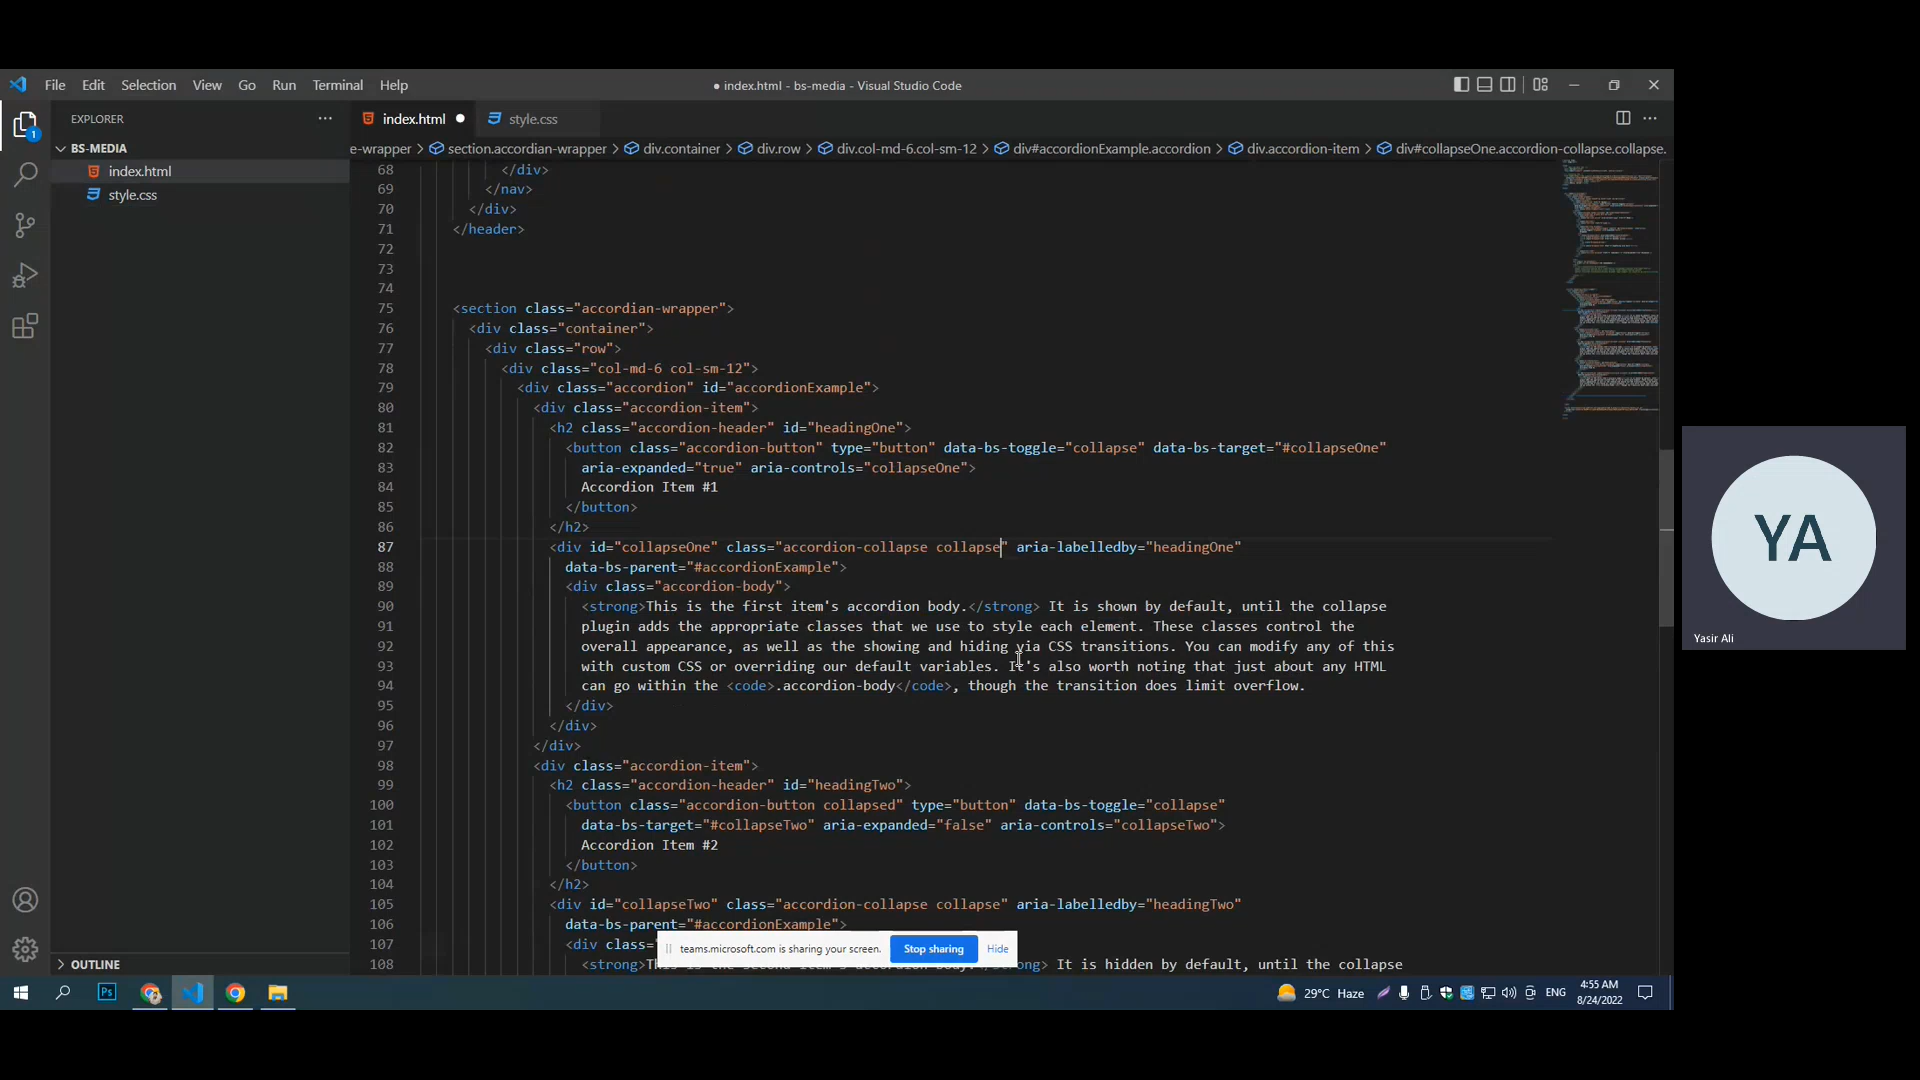 File Edit Selection View Go Run Terminal Help
● index.html - bs-media - Visual Studio Code
EXPLORER
index.html
style.css
BS-MEDIA
index.html
style.css
1
e-wrapper > section.accordian-wrapper > div.container > div.row > div.col-md-6.col-sm-12 > div#accordionExample.accordion > div.accordion-item > div#collapseOne.accordion-collapse.collapse.
68 </div>
69 </nav>
70 </div>
71 </header>
72
73
74
75 <section class="accordian-wrapper">
76 <div class="container">
77 <div class="row">
78 <div class="col-md-6 col-sm-12">
79 <div class="accordion" id="accordionExample">
80 <div class="accordion-item">
81 <h2 class="accordion-header" id="headingOne">
82 <button class="accordion-button" type="button" data-bs-toggle="collapse" data-bs-target="#collapseOne"
83 aria-expanded="true" aria-controls="collapseOne">
84 Accordion Item #1
85 </button>
86 </h2>
87 <div id="collapseOne" class="accordion-collapse collapse" aria-labelledby="headingOne"
88 data-bs-parent="#accordionExample">
89 <div class="accordion-body">
90 <strong>This is the first item's accordion body.</strong> It is shown by default, until the collapse
91 plugin adds the appropriate classes that we use to style each element. These classes control the
92 overall appearance, as well as the showing and hiding via CSS transitions. You can modify any of this
93 with custom CSS or overriding our default variables. It's also worth noting that just about any HTML
94 can go within the <code>.accordion-body</code>, though the transition does limit overflow.
95 </div>
96 </div>
97 </div>
98 <div class="accordion-item">
99 <h2 class="accordion-header" id="headingTwo">
100 <button class="accordion-button collapsed" type="button" data-bs-toggle="collapse"
101 data-bs-target="#collapseTwo" aria-expanded="false" aria-controls="collapseTwo">
102 Accordion Item #2
103 </button>
104 </h2>
105 <div id="collapseTwo" class="accordion-collapse collapse" aria-labelledby="headingTwo"
106 data-bs-parent="#accordionExample">
107 <div class=
108 <strong> It is hidden by default, until the collapse
teams.microsoft.com is sharing your screen. Stop sharing Hide
OUTLINE
YA
Yasir Ali
Ps
29°C Haze
ENG
4:55 AM
8/24/2022